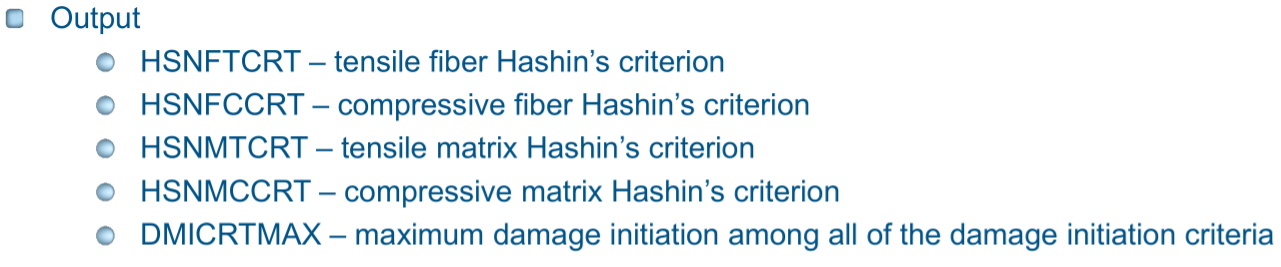 Output
HSNFTCRT – tensile fiber Hashin’s criterion
HSNFCCRT – compressive fiber Hashin’s criterion
HSNMTCRT – tensile matrix Hashin’s criterion
HSNMCCRT – compressive matrix Hashin’s criterion
DMICRTMAX – maximum damage initiation among all of the damage initiation criteria